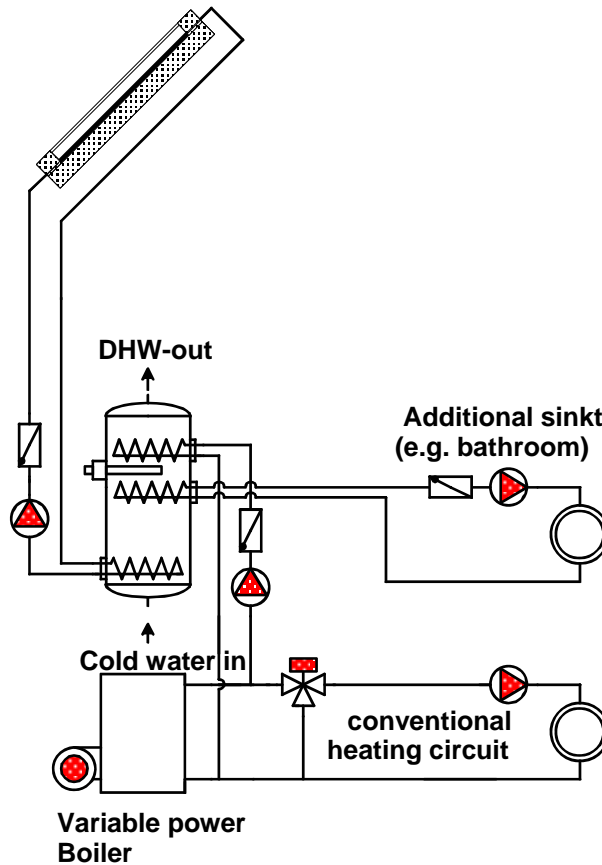 DHW-out
Additional sinkt
(e.g. bathroom)
Cold water in
conventional
heating circuit
Variable power
Boiler